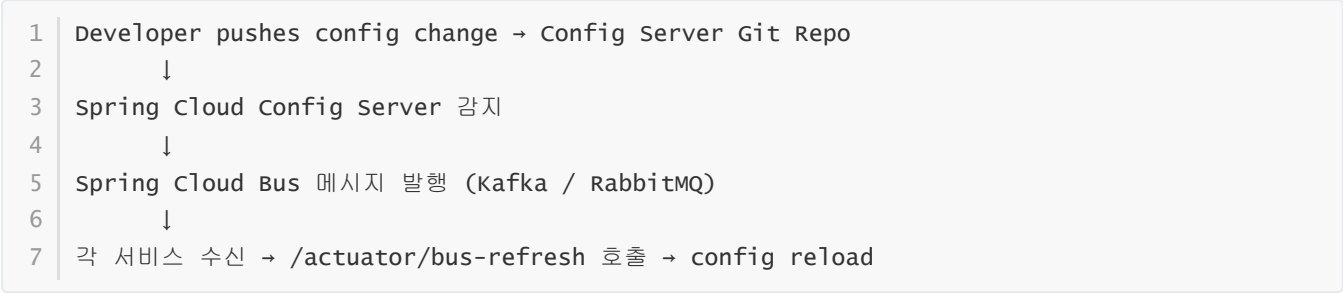 1 Developer pushes config change → Config Server Git Repo
2 ↓
3 Spring Cloud Config Server 감지
4 ↓
5 Spring Cloud Bus 메시지 발행 (Kafka / RabbitMQ)
6 ↓
7 각 서비스 수신 → /actuator/bus-refresh 호출 → config reload